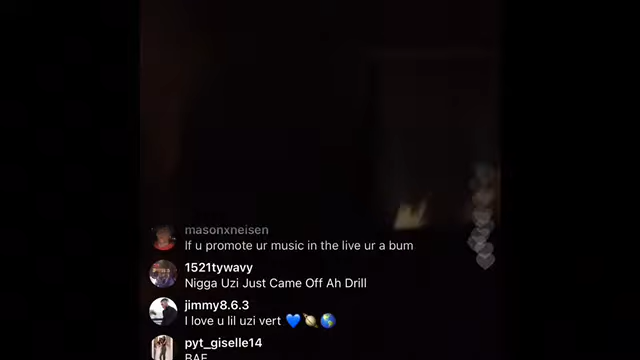 masonxneisen
If u promote ur music in the live ur a bum
1521tywavy
Nigga Uzi Just Came Off Ah Drill
jimmy8.6.3
I love u lil uzi vert 💙🪐🌎
pyt_giselle14
BAE